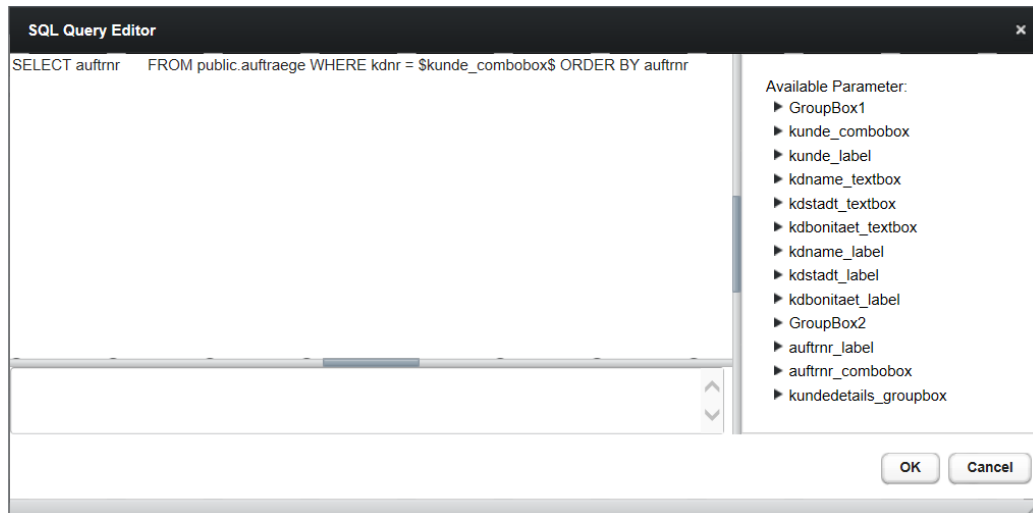 SQL Query Editor
SELECT auftrnr FROM public.auftraege WHERE kdnr = $kunde_combobox$ ORDER BY auftrnr
Available Parameter:
GroupBox1
kunde_combobox
kunde_label
kdname_textbox
kdstadt_textbox
kdbonitaet_textbox
kdname_label
kdstadt_label
kdbonitaet_label
GroupBox2
auftrnr_label
auftrnr_combobox
kundedetails_groupbox
OK Cancel